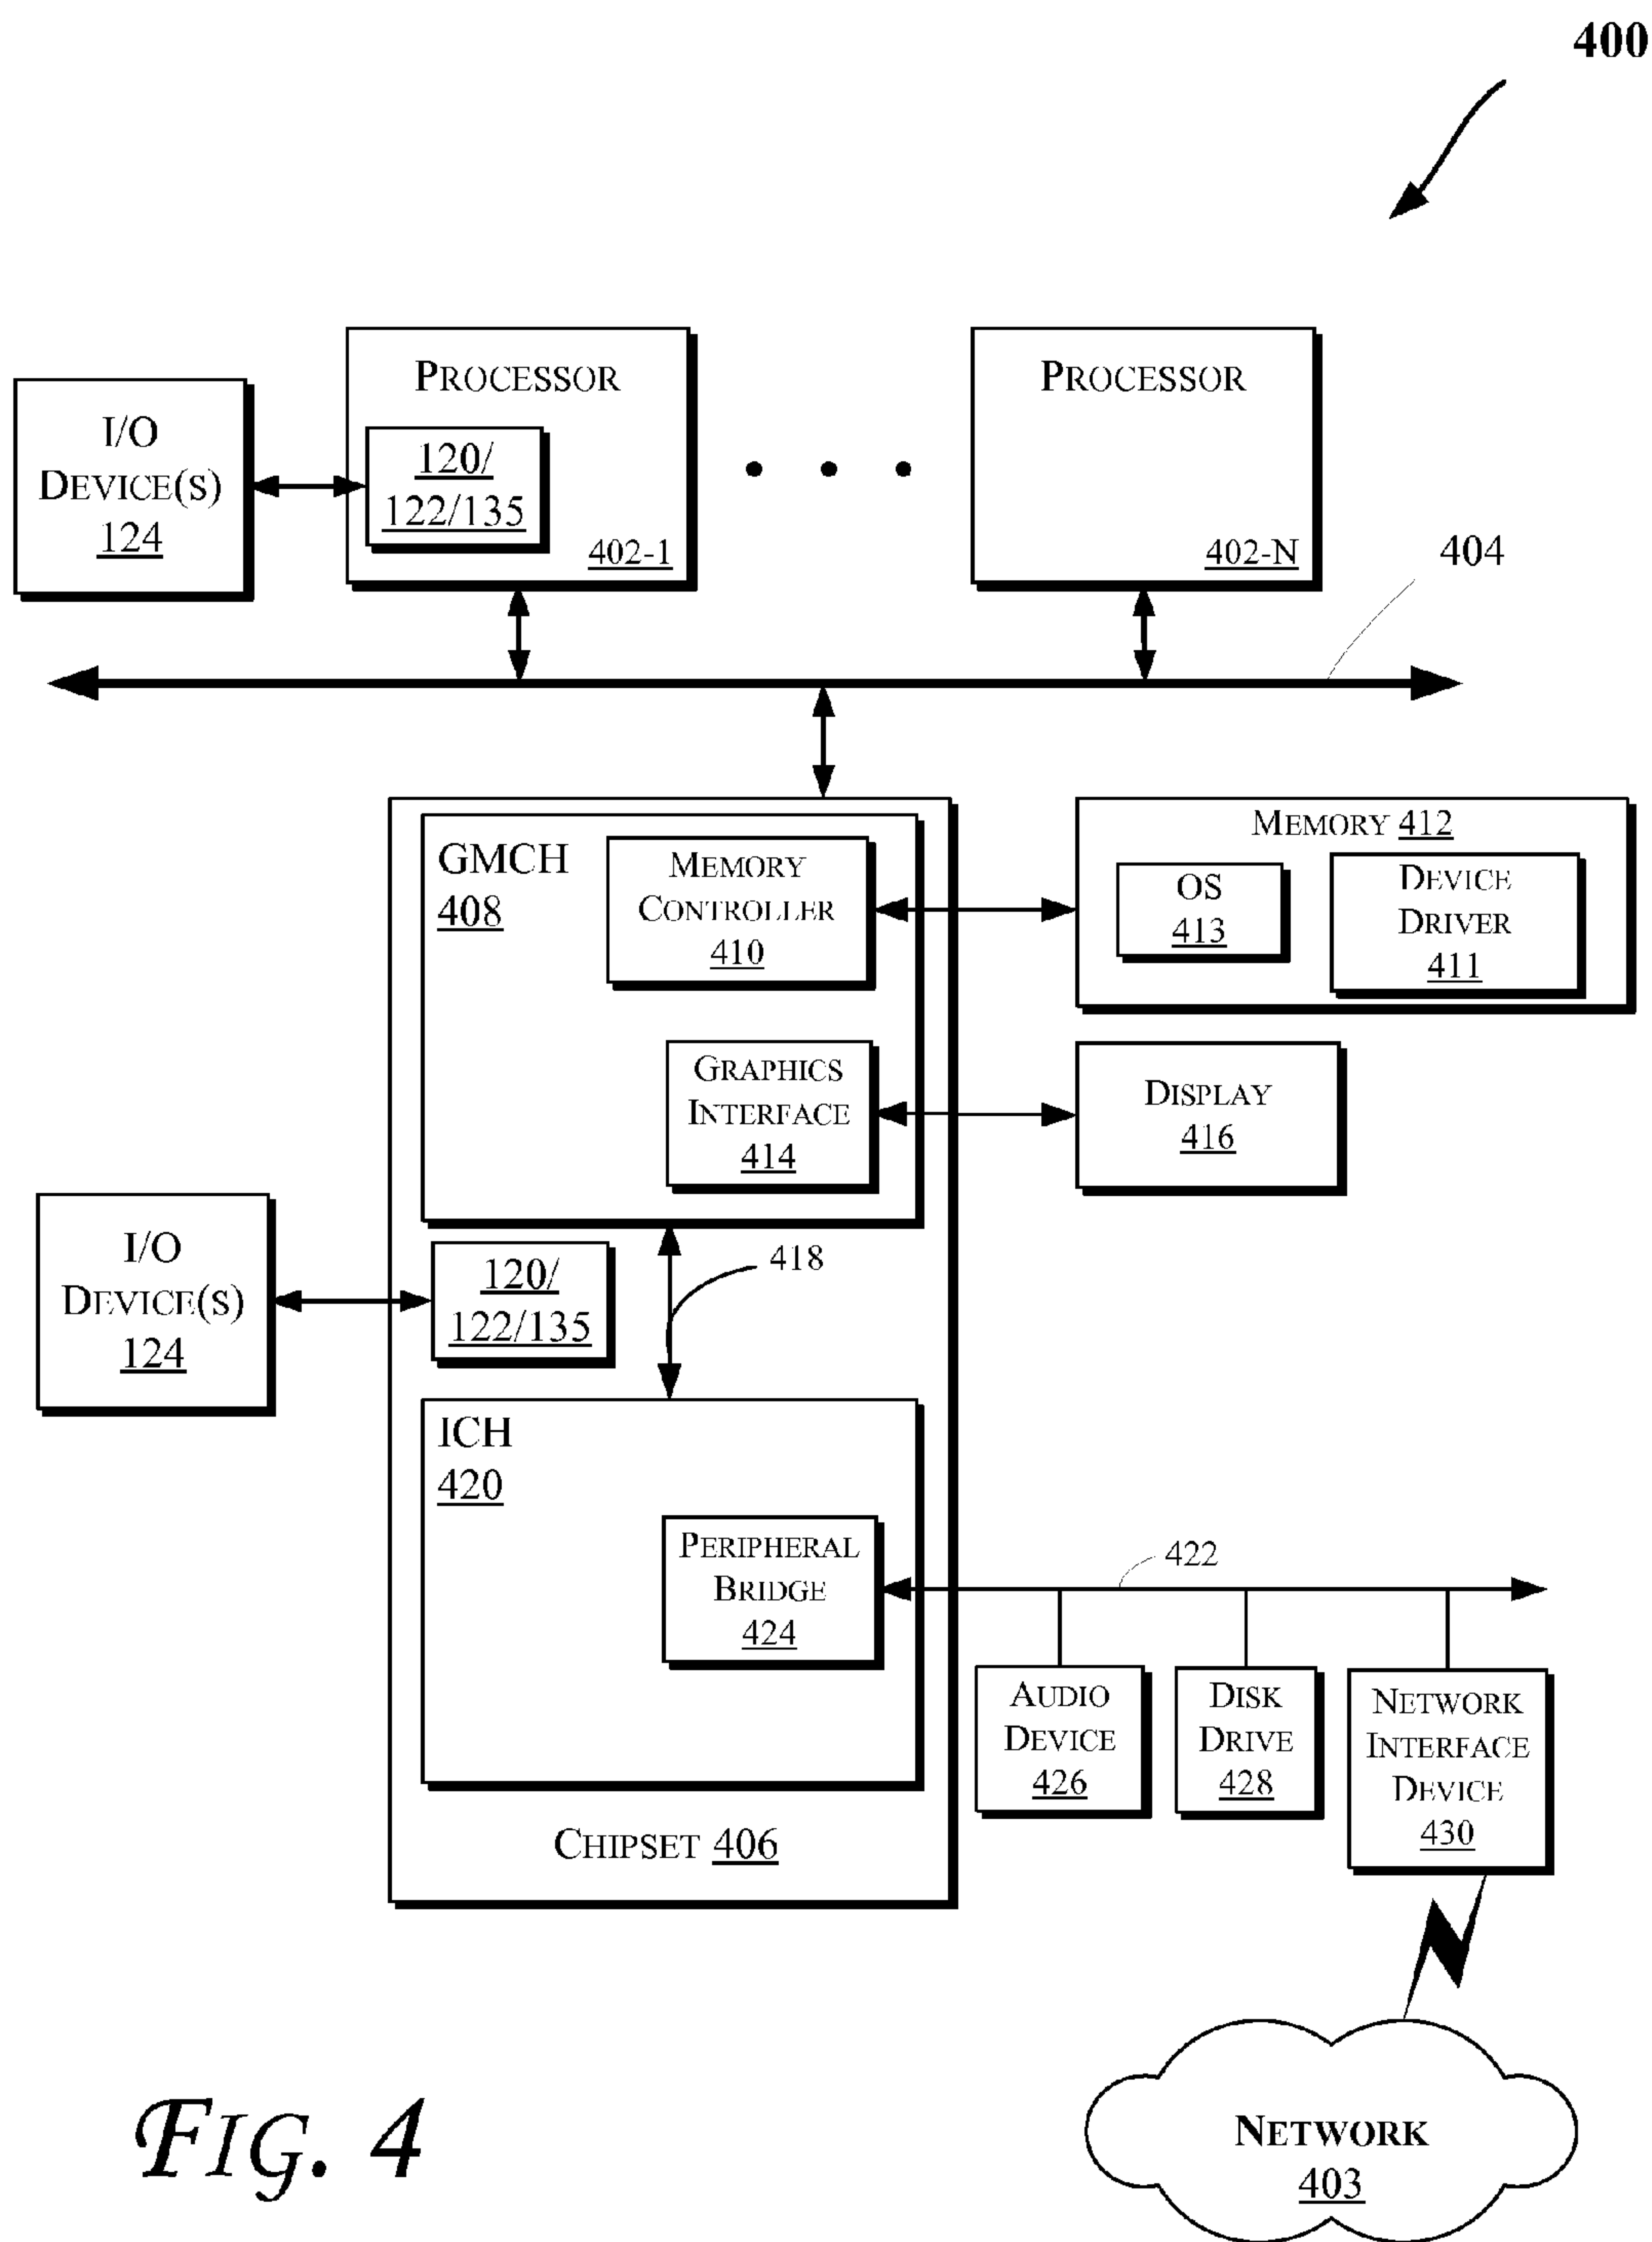 400
PROCESSOR
120/
122/135
402-1
PROCESSOR
402-N
I/O
DEVICE(S)
124
404
GMCH
408
MEMORY
CONTROLLER
410
MEMORY 412
OS
413
DEVICE
DRIVER
411
GRAPHICS
INTERFACE
414
DISPLAY
416
I/O
DEVICE(S)
124
120/
122/135
418
ICH
420
PERIPHERAL
BRIDGE
424
422
AUDIO
DEVICE
426
DISK
DRIVE
428
NETWORK
INTERFACE
DEVICE
430
CHIPSET 406
NETWORK
403
FIG. 4